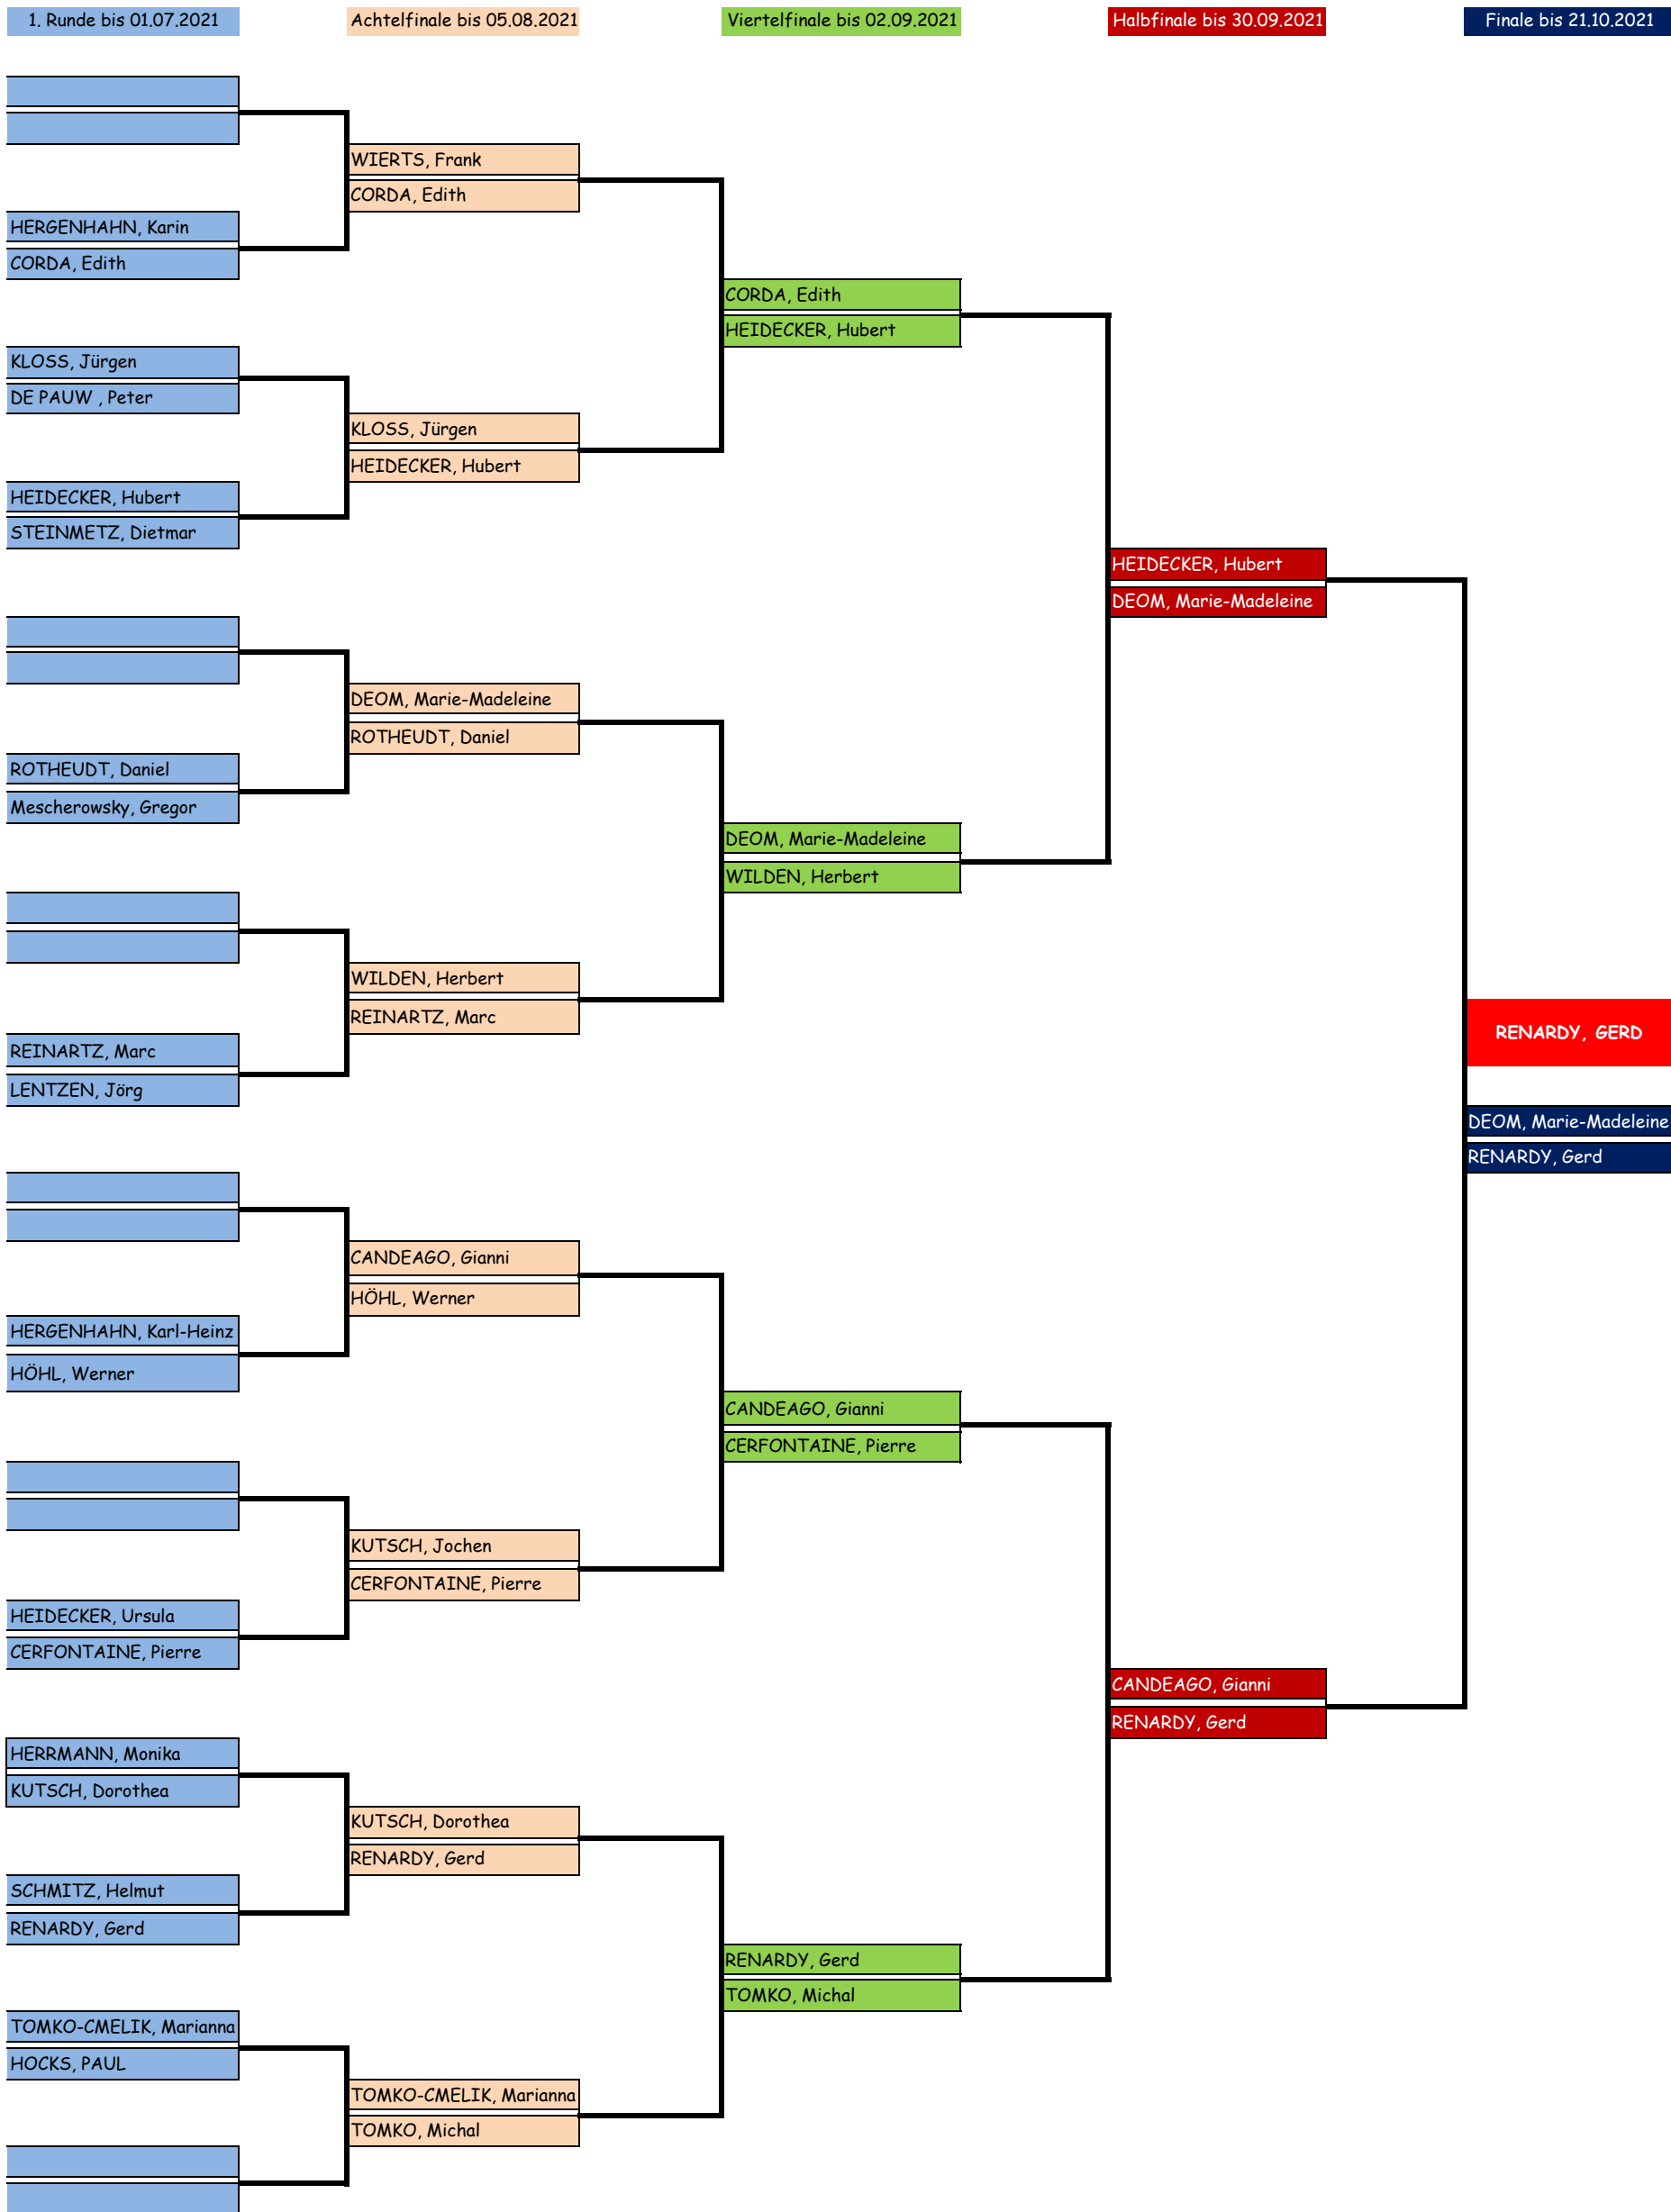 1. Runde bis 01.07.2021
Achtelfinale bis 05.08.2021
Viertelfinale bis 02.09.2021
Halbfinale bis 30.09.2021
Finale bis 21.10.2021
HERGENHAHN, Karin
CORDA, Edith
KLOSS, Jürgen
DE PAUW , Peter
HEIDECKER, Hubert
STEINMETZ, Dietmar
ROTHEUDT, Daniel
Mescherowsky, Gregor
REINARTZ, Marc
LENTZEN, Jörg
HERGENHAHN, Karl-Heinz
HÖHL, Werner
HEIDECKER, Ursula
CERFONTAINE, Pierre
HERRMANN, Monika
KUTSCH, Dorothea
SCHMITZ, Helmut
RENARDY, Gerd
TOMKO-CMELIK, Marianna
HOCKS, PAUL
WIERTS, Frank
CORDA, Edith
KLOSS, Jürgen
HEIDECKER, Hubert
DEOM, Marie-Madeleine
ROTHEUDT, Daniel
WILDEN, Herbert
REINARTZ, Marc
CANDEAGO, Gianni
HÖHL, Werner
KUTSCH, Jochen
CERFONTAINE, Pierre
KUTSCH, Dorothea
RENARDY, Gerd
TOMKO-CMELIK, Marianna
TOMKO, Michal
CORDA, Edith
HEIDECKER, Hubert
DEOM, Marie-Madeleine
WILDEN, Herbert
CANDEAGO, Gianni
CERFONTAINE, Pierre
RENARDY, Gerd
TOMKO, Michal
HEIDECKER, Hubert
DEOM, Marie-Madeleine
CANDEAGO, Gianni
RENARDY, Gerd
RENARDY, GERD
DEOM, Marie-Madeleine
RENARDY, Gerd